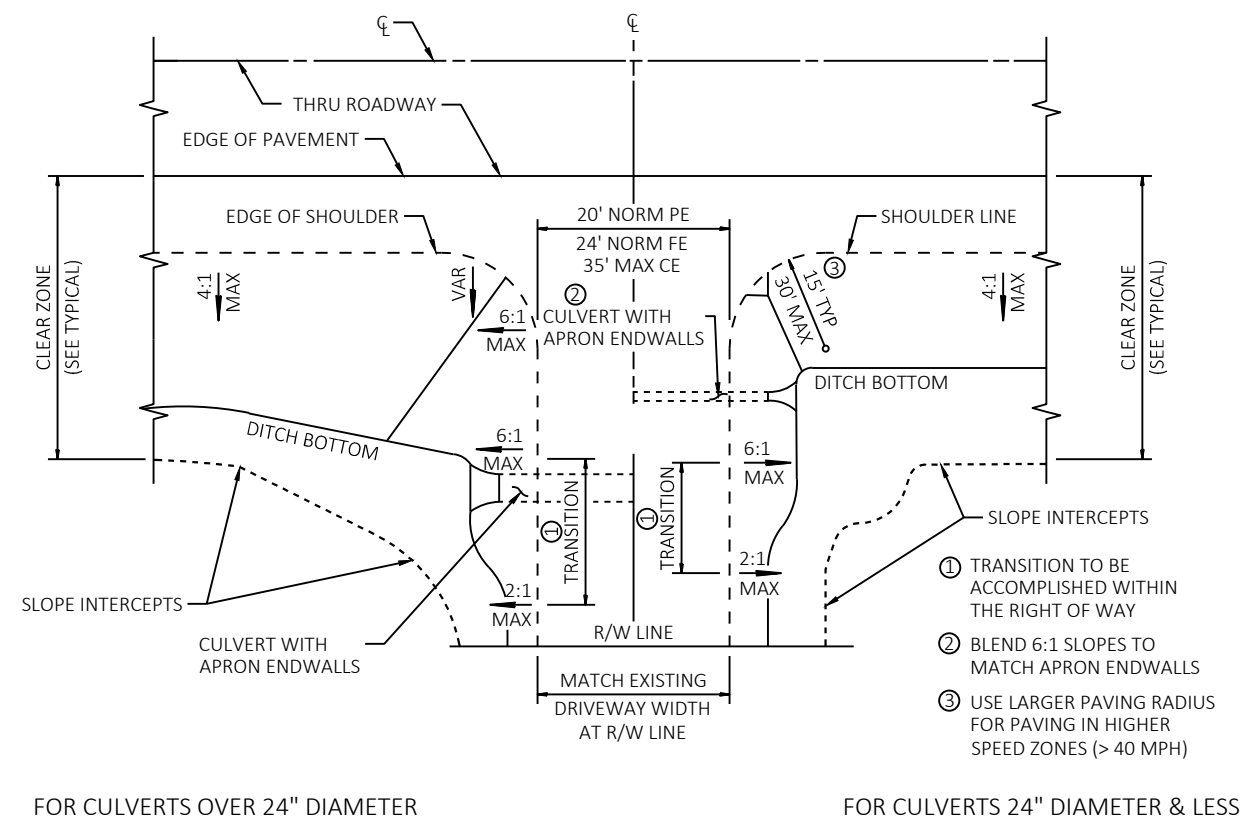 ℄
℄
THRU ROADWAY
EDGE OF PAVEMENT
EDGE OF SHOULDER
20' NORM PE
24' NORM FE
35' MAX CE
SHOULDER LINE
CLEAR ZONE
(SEE TYPICAL)
4:1
MAX
VAR
6:1
MAX
②
CULVERT WITH
APRON ENDWALLS
15' TYP
30' MAX
③
4:1
MAX
CLEAR ZONE
(SEE TYPICAL)
DITCH BOTTOM
DITCH BOTTOM
6:1
MAX
6:1
MAX
① TRANSITION
① TRANSITION
2:1
MAX
2:1
MAX
SLOPE INTERCEPTS
SLOPE INTERCEPTS
CULVERT WITH
APRON ENDWALLS
R/W LINE
MATCH EXISTING
DRIVEWAY WIDTH
AT R/W LINE
① TRANSITION TO BE
ACCOMPLISHED WITHIN
THE RIGHT OF WAY
② BLEND 6:1 SLOPES TO
MATCH APRON ENDWALLS
③ USE LARGER PAVING RADIUS
FOR PAVING IN HIGHER
SPEED ZONES (> 40 MPH)
FOR CULVERTS OVER 24" DIAMETER
FOR CULVERTS 24" DIAMETER & LESS